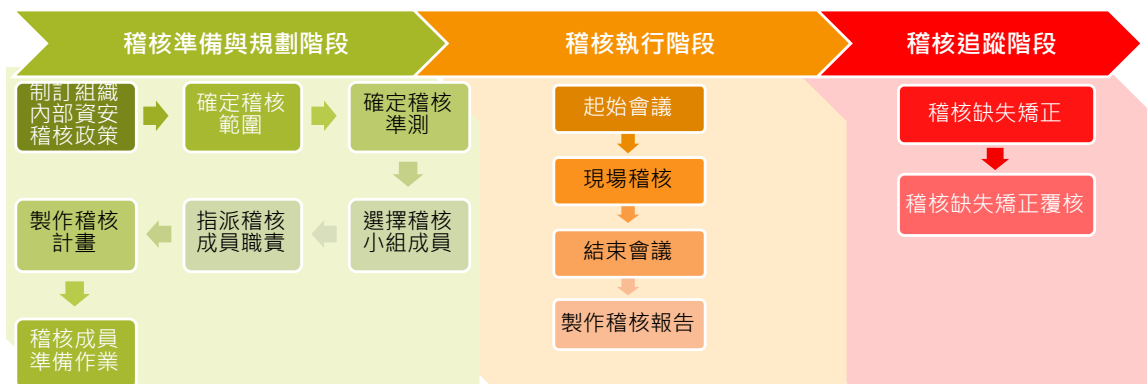 稽核準備與規劃階段
稽核執行階段
稽核追蹤階段
制訂組織
內部資安
稽核政策
確定稽核
範圍
確定稽核
準測
選擇稽核
小組成員
指派稽核
成員職責
製作稽核
計畫
稽核成員
準備作業
起始會議
現場稽核
結束會議
製作稽核報告
稽核缺失矯正
稽核缺失矯正覆核